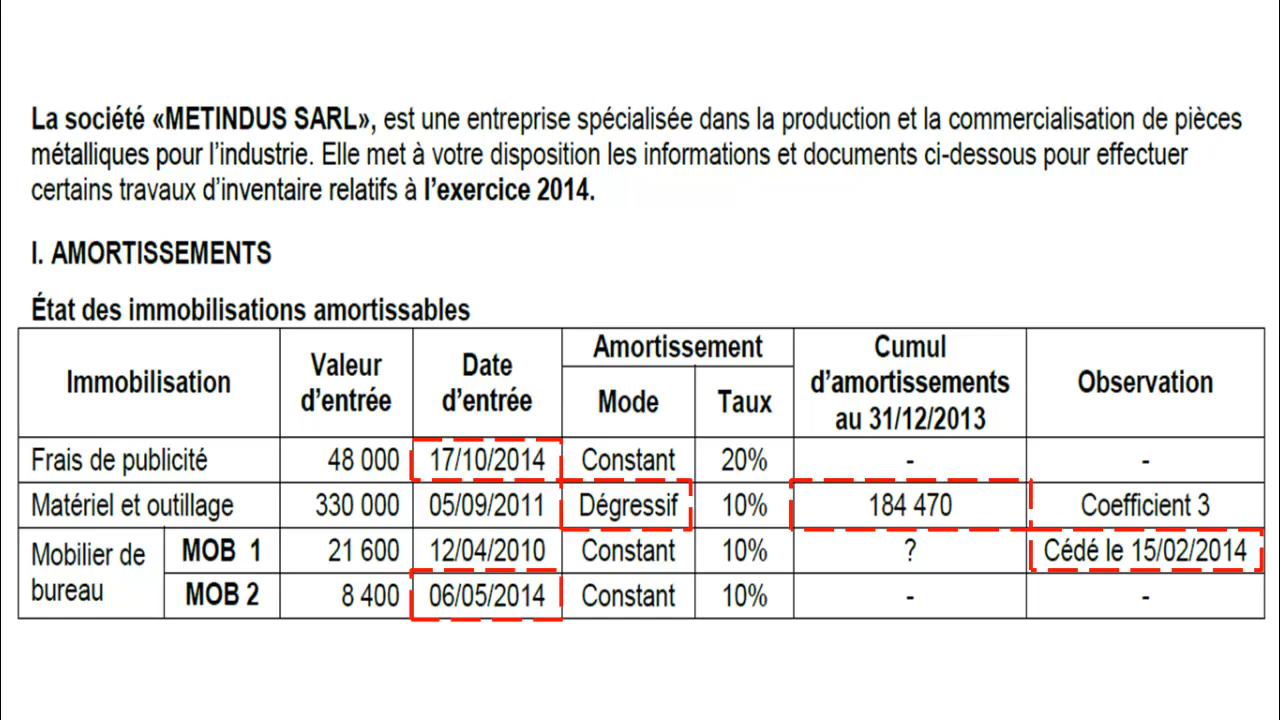 La société «METINDUS SARL», est une entreprise spécialisée dans la production et la commercialisation de pièces
métalliques pour l'industrie. Elle met à votre disposition les informations et documents ci-dessous pour effectuer
certains travaux d'inventaire relatifs à l'exercice 2014.
I. AMORTISSEMENTS
État des immobilisations amortissables
Immobilisation Valeur d'entrée Date d'entrée Amortissement Cumul d'amortissements au 31/12/2013 Observation
Mode Taux
Frais de publicité 48 000 17/10/2014 Constant 20% - -
Matériel et outillage 330 000 05/09/2011 Dégressif 10% 184 470 Coefficient 3
Mobilier de bureau MOB 1 21 600 12/04/2010 Constant 10% ? Cédé le 15/02/2014
MOB 2 8 400 06/05/2014 Constant 10% - -